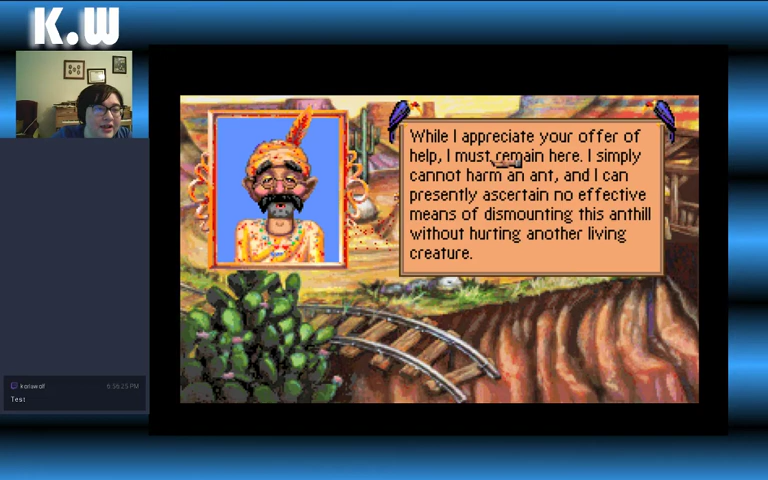 K.W
While I appreciate your offer of
help, I must remain here. I simply
cannot harm an ant, and I can
presently ascertain no effective
means of dismounting this anthill
without hurting another living
creature.
korlawolf 6:56:25 PM
Test